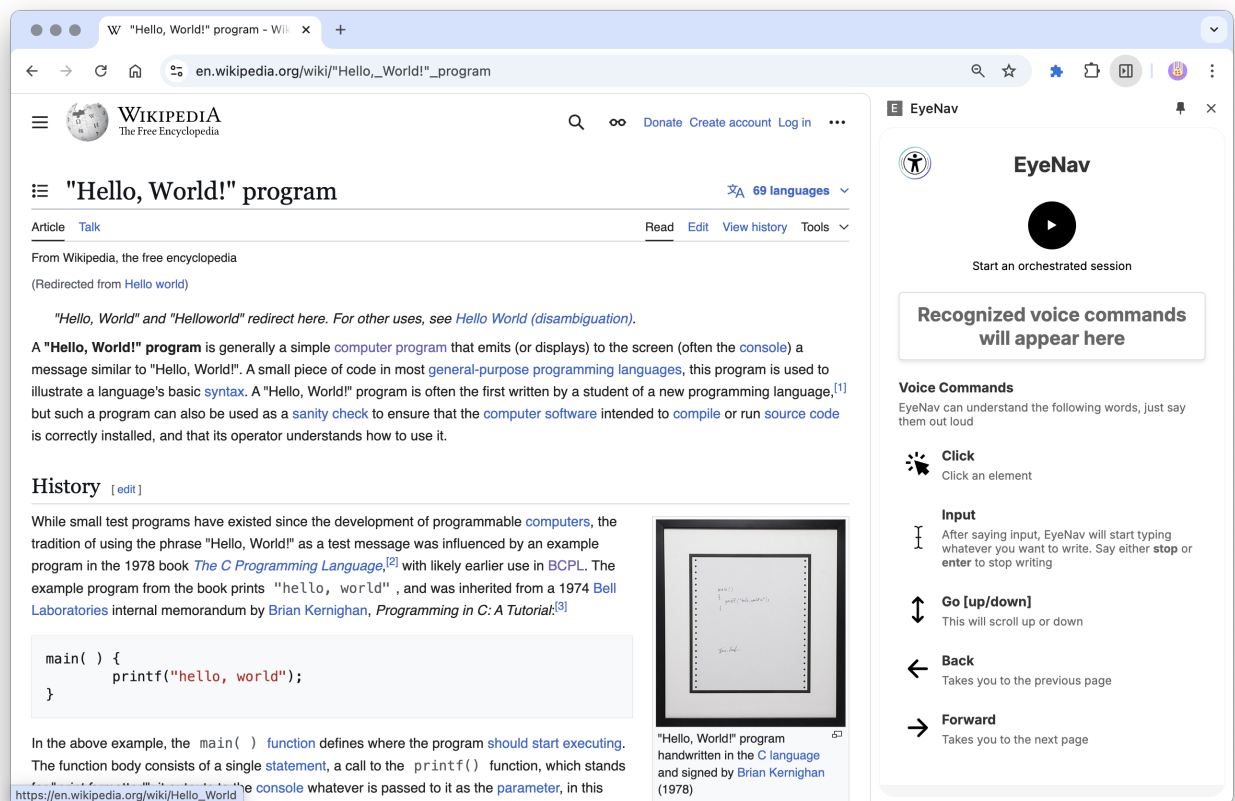 "Hello, World!" program - Wik
en.wikipedia.org/wiki/"Hello,_World!"_program
WIKIPEDIA
The Free Encyclopedia
Donate Create account Log in
"Hello, World!" program
69 languages
Article Talk
Read Edit View history Tools
From Wikipedia, the free encyclopedia
(Redirected from Hello world)
"Hello, World" and "Helloworld" redirect here. For other uses, see Hello World (disambiguation).
A "Hello, World!" program is generally a simple computer program that emits (or displays) to the screen (often the console) a
message similar to "Hello, World!". A small piece of code in most general-purpose programming languages, this program is used to
illustrate a language's basic syntax. A "Hello, World!" program is often the first written by a student of a new programming language,[1]
but such a program can also be used as a sanity check to ensure that the computer software intended to compile or run source code
is correctly installed, and that its operator understands how to use it.
History [ edit ]
While small test programs have existed since the development of programmable computers, the
tradition of using the phrase "Hello, World!" as a test message was influenced by an example
program in the 1978 book The C Programming Language,[2] with likely earlier use in BCPL. The
example program from the book prints "hello, world" , and was inherited from a 1974 Bell
Laboratories internal memorandum by Brian Kernighan, Programming in C: A Tutorial:[3]
main( ) {
printf("hello, world");
}
In the above example, the main( ) function defines where the program should start executing.
The function body consists of a single statement, a call to the printf() function, which stands
console whatever is passed to it as the parameter, in this
https://en.wikipedia.org/wiki/Hello_World
"Hello, World!" program
handwritten in the C language
and signed by Brian Kernighan
(1978)
E EyeNav
EyeNav
Start an orchestrated session
Recognized voice commands
will appear here
Voice Commands
EyeNav can understand the following words, just say
them out loud
Click
Click an element
Input
After saying input, EyeNav will start typing
whatever you want to write. Say either stop or
enter to stop writing
Go [up/down]
This will scroll up or down
Back
Takes you to the previous page
Forward
Takes you to the next page